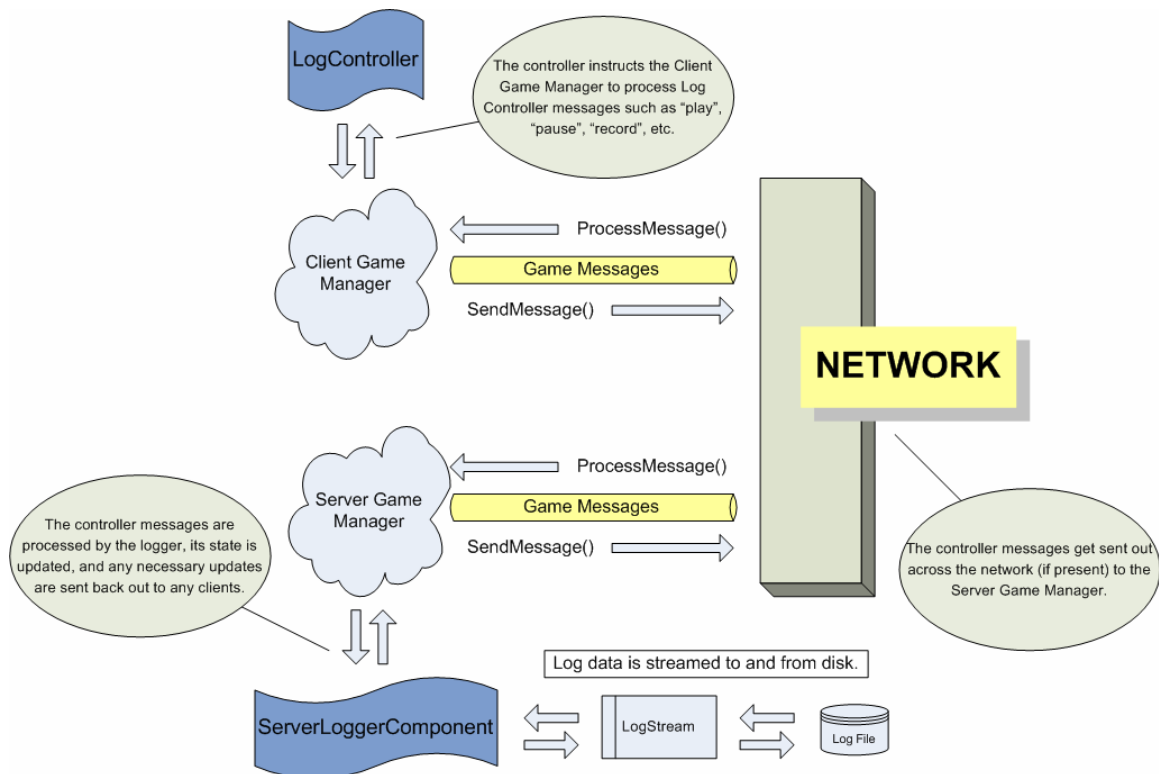 LogController
The controller instructs the Client
Game Manager to process Log
Controller messages such as “play”,
“pause”, “record”, etc.
Client Game
Manager
ProcessMessage()
Game Messages
SendMessage()
NETWORK
Server Game
Manager
ProcessMessage()
Game Messages
SendMessage()
The controller messages are
processed by the logger, its state is
updated, and any necessary updates
are sent back out to any clients.
The controller messages get sent out
across the network (if present) to the
Server Game Manager.
Log data is streamed to and from disk.
ServerLoggerComponent
LogStream
Log File